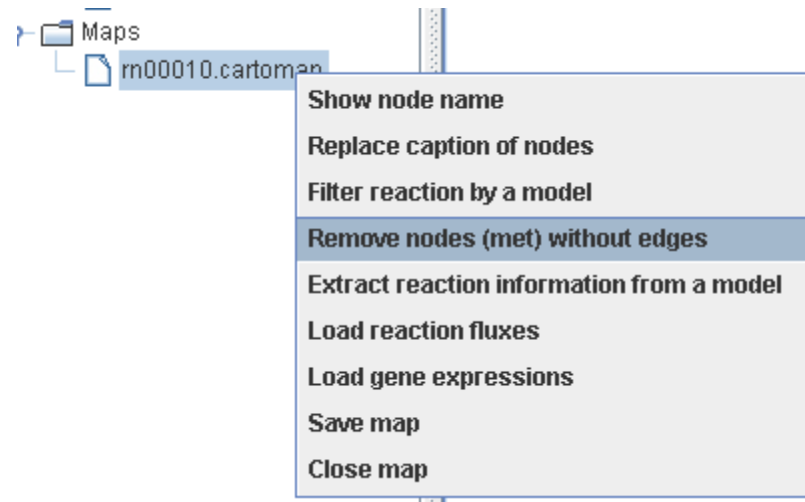 Maps
rn00010.cartoman
Show node name
Replace caption of nodes
Filter reaction by a model
Remove nodes (met) without edges
Extract reaction information from a model
Load reaction fluxes
Load gene expressions
Save map
Close map